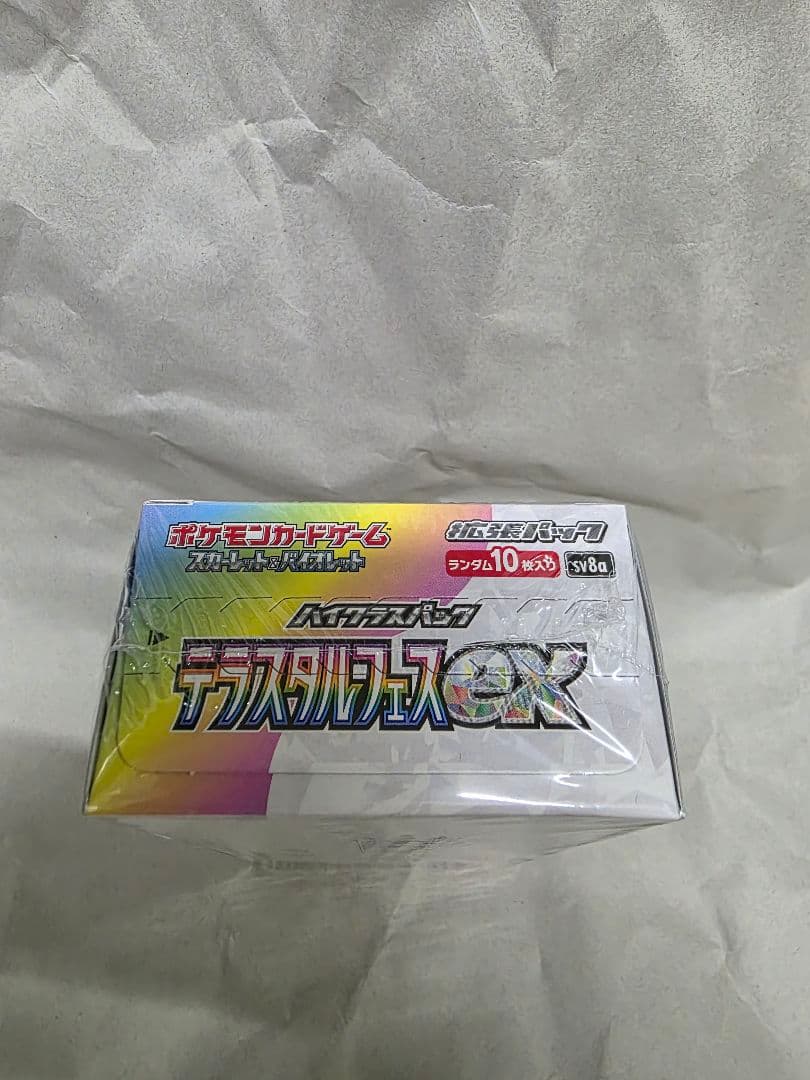 ポケモンカードゲーム
スカーレット&バイオレット
拡張パック
ランダム10枚入り
sv8a
ハイクラスパック
テラスタルフェスex